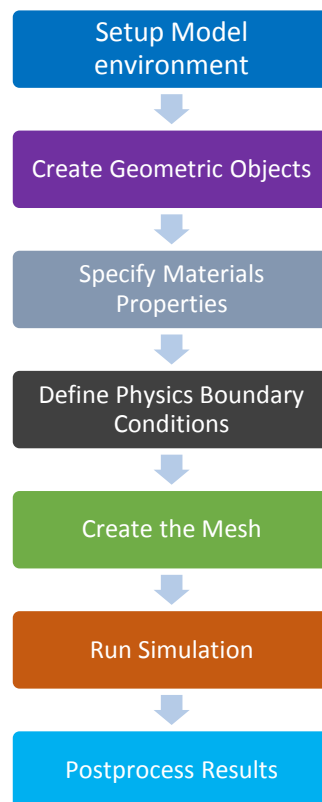 Setup Model
environment
Create Geometric Objects
Specify Materials
Properties
Define Physics Boundary
Conditions
Create the Mesh
Run Simulation
Postprocess Results